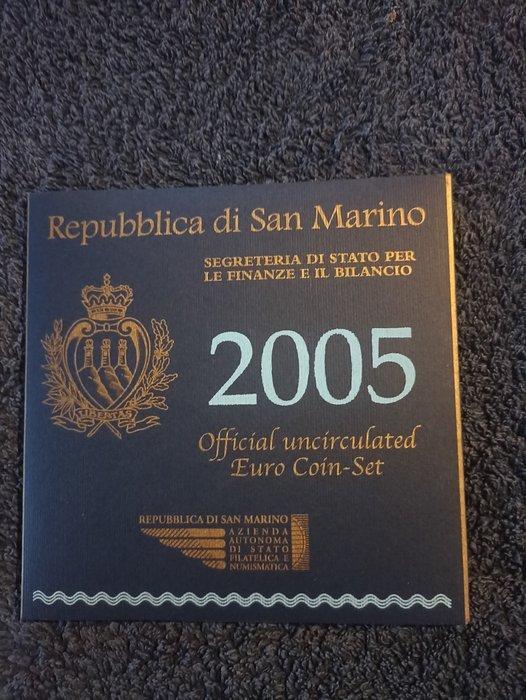 Repubblica di San Marino
SEGRETERIA DI STATO PER
LE FINANZE E IL BILANCIO
LIBERTAS
2005
Official uncirculated
Euro Coin-Set
REPUBBLICA DI SAN MARINO
AZIENDA
AUTONOMA
DI STATO
FILATELICA E
NUMISMATICA